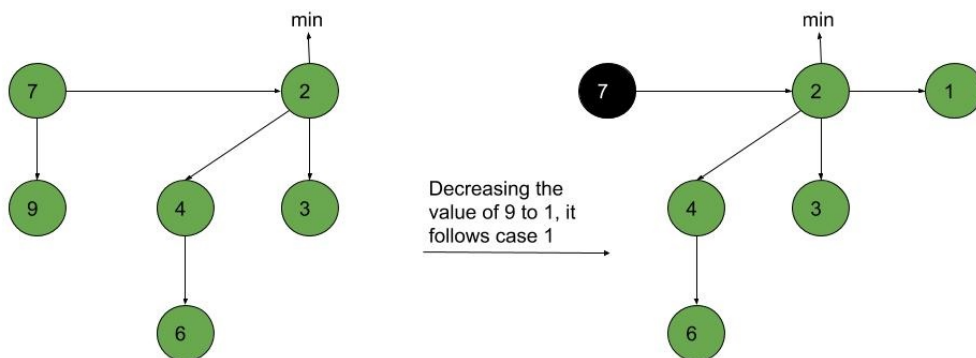 min
7
2
9
4
3
6
Decreasing the
value of 9 to 1, it
follows case 1
min
7
2
1
4
3
6